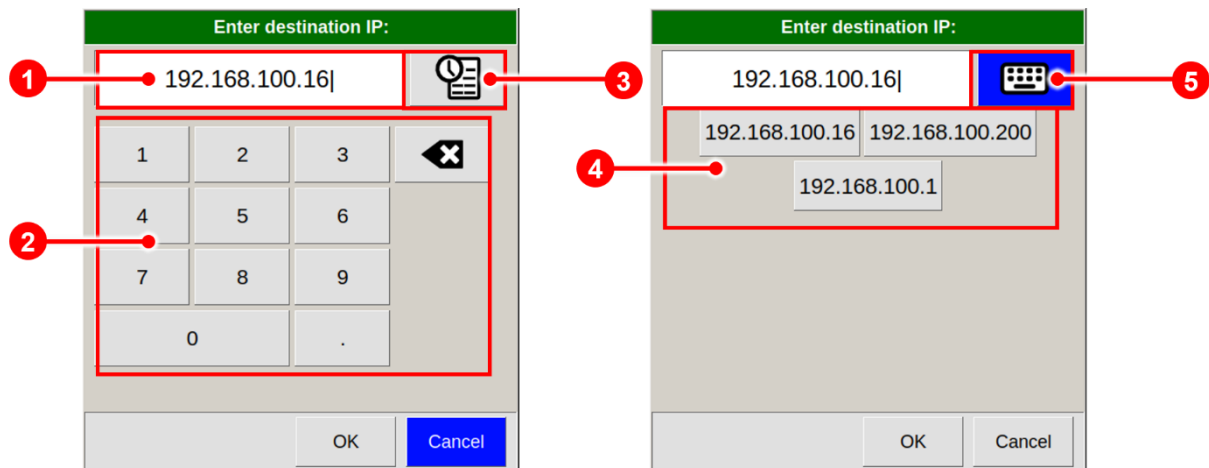 Enter destination IP:
1
192.168.100.16
3
1 2 3
4 5 6
2
7 8 9
0 .
OK Cancel
Enter destination IP:
192.168.100.16
5
192.168.100.16 192.168.100.200
4
192.168.100.1
OK Cancel